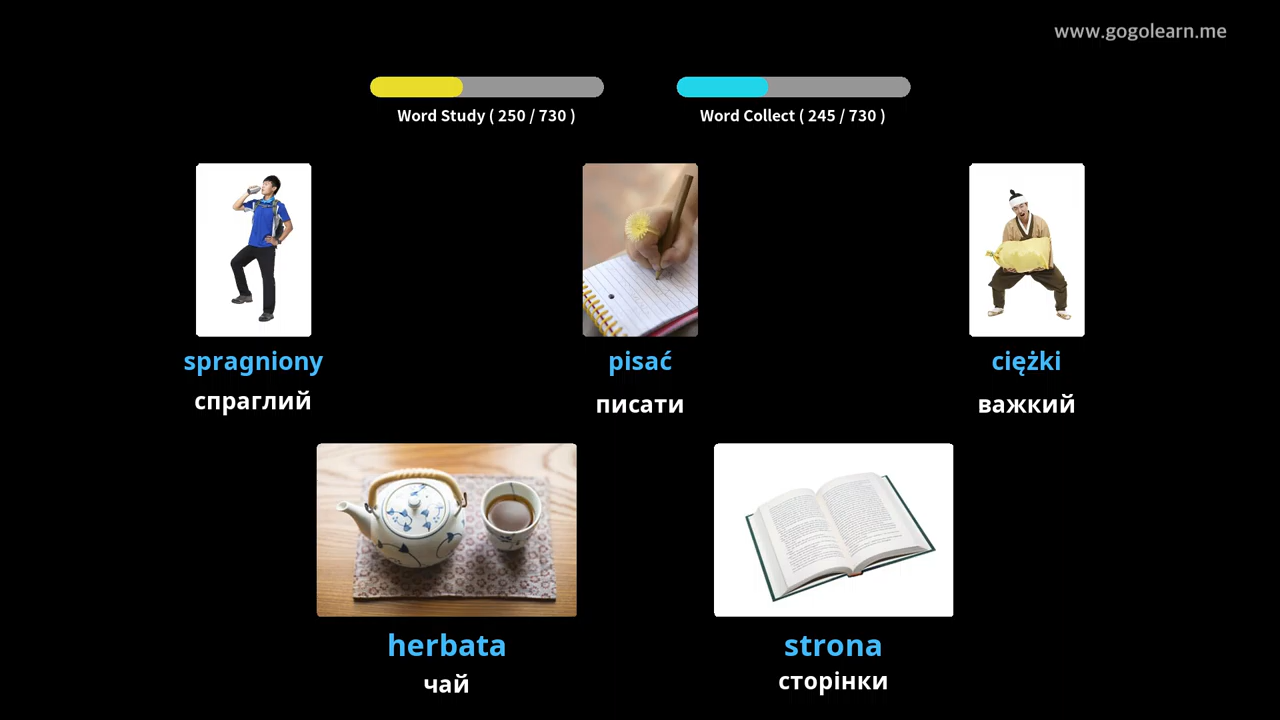 www.gogolearn.me
Word Study ( 250 / 730 )
Word Collect ( 245 / 730 )
spragniony
pisać
ciężki
спраглий
писати
важкий
herbata
strona
чай
сторінки